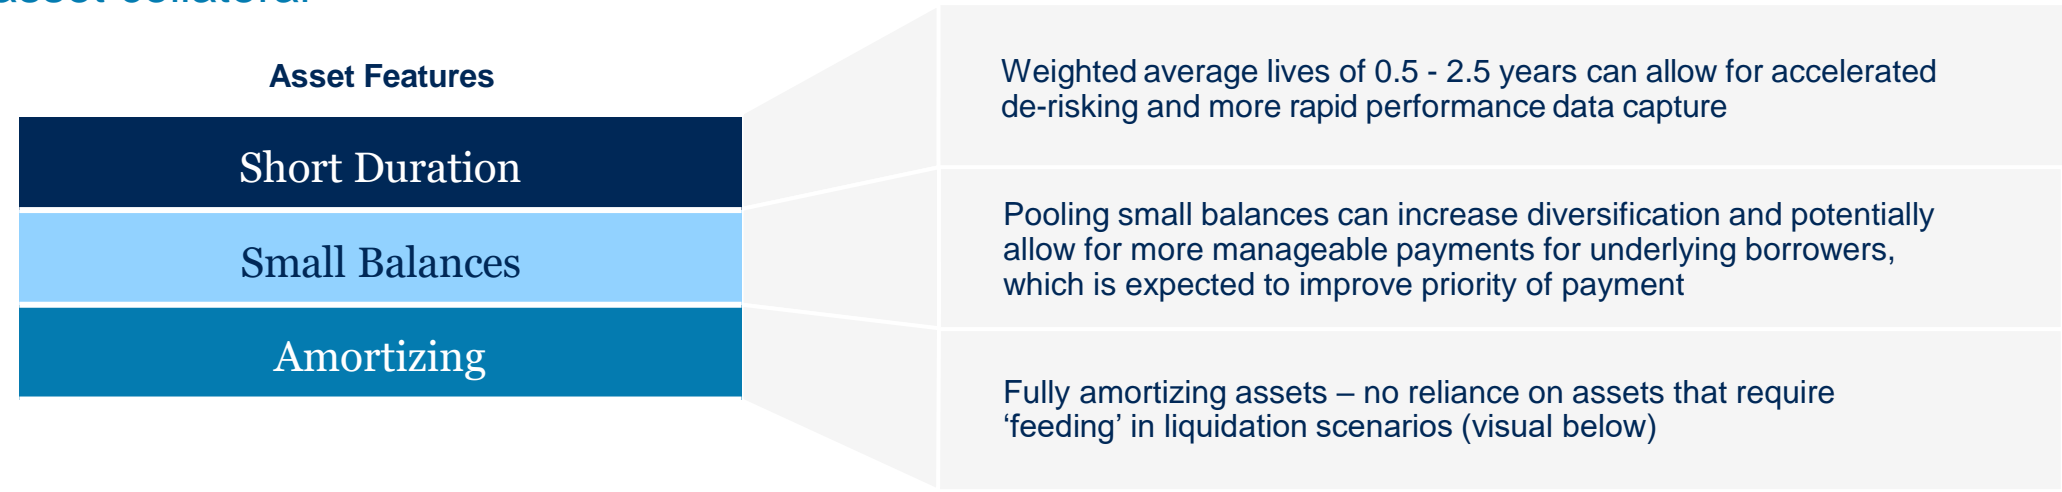 asset collateral
Asset Features
Short Duration
Small Balances
Amortizing
Weighted average lives of 0.5 - 2.5 years can allow for accelerated
de-risking and more rapid performance data capture
Pooling small balances can increase diversification and potentially
allow for more manageable payments for underlying borrowers,
which is expected to improve priority of payment
Fully amortizing assets – no reliance on assets that require
‘feeding’ in liquidation scenarios (visual below)